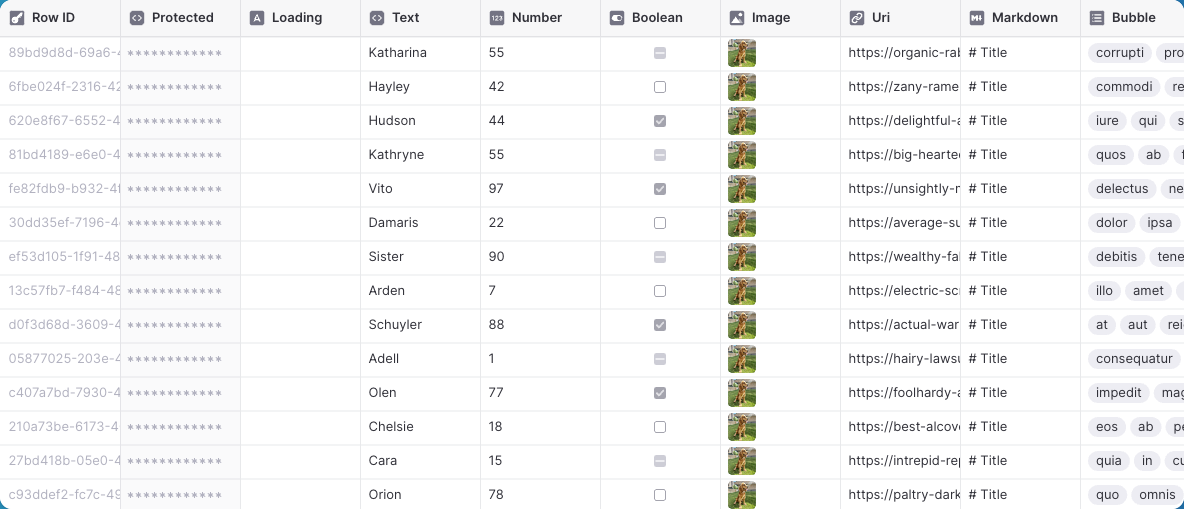 Row ID Protected Loading Text Number Boolean Image Uri Markdown Bubble
89bd9d8d-69a6- ************ Katharina 55 https://organic-ra # Title corrupti pro
6fbe024f-2316-42 ************ Hayley 42 https://zany-rame # Title commodi re
620e8f67-6552-4 ************ Hudson 44 https://delightful- # Title iure qui s
81bd4189-e6e0-4 ************ Kathryne 55 https://big-hearte # Title quos ab f
fe82fdb9-b932-4 ************ Vito 97 https://unsightly- # Title delectus ne
30dd35ef-7196-4 ************ Damaris 22 https://average-su # Title dolor ipsa
ef53d105-1f91-48 ************ Sister 90 https://wealthy-fa # Title debitis tene
13c57fb7-f484-48 ************ Arden 7 https://electric-sc # Title illo amet
d0f3d68d-3609-4 ************ Schuyler 88 https://actual-war # Title at aut rei
05877025-203e-4 ************ Adell 1 https://hairy-laws # Title consequatur
c407a7bd-7930-4 ************ Olen 77 https://foolhardy- # Title impedit mag
210a73be-6173-4 ************ Chelsie 18 https://best-alcov # Title eos ab pe
27bd418b-05e0-4 ************ Cara 15 https://intrepid-re # Title quia in cu
c93ddef2-fc7c-49 ************ Orion 78 https://paltry-dark # Title quo omnis